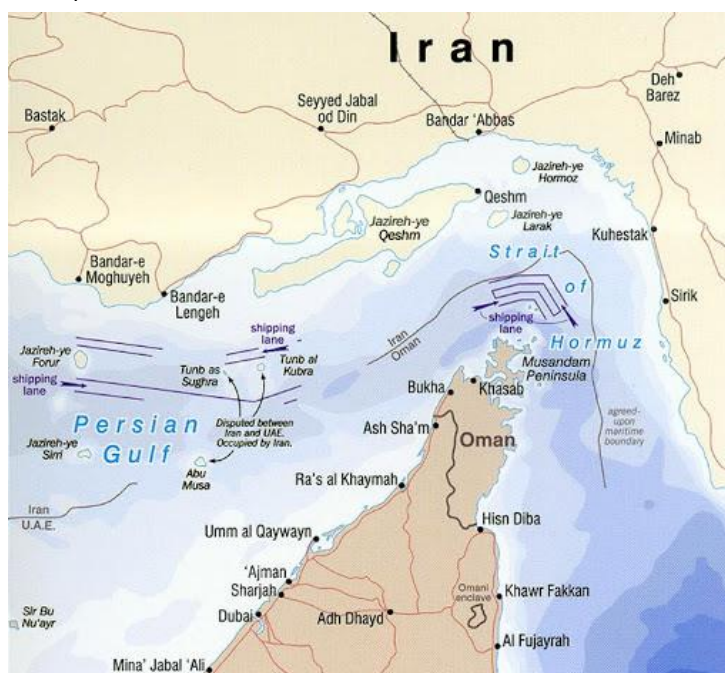 Iran
Deh
Barez
Bastak
Seyyed Jabal
od Din
Bandar 'Abbas
Minab
Jazireh-ye
Hormoz
Qeshm
Jazireh-ye
Qeshm
Jazireh-ye
Larak
Kuhestak
Strait
of
Hormuz
Bandar-e
Moghuyeh
Bandar-e
Lengeh
Sirik
shipping
lane
Iran
Oman
shipping
lane
Jazireh-ye
Forur
Tunb as
Sughra
Tunb al
Kubra
Musandam
Peninsula
shipping
lane
Bukha
Khasab
Persian
Gulf
Disputed between
Iran and UAE.
Occupied by Iran.
Ash Sha'm
Oman
agreed-
upon
maritime
boundary
Jazireh-ye
Sirri
Abu
Musa
Ra's al Khaymah
Iran
U.A.E.
Umm al Qaywayn
Hisn Diba
'Ajman
Sharjah
Dubai
Omani
enclave
Khawr Fakkan
Sir Bu
Nu'ayr
Adh Dhayd
Al Fujayrah
Mina' Jabal 'Ali